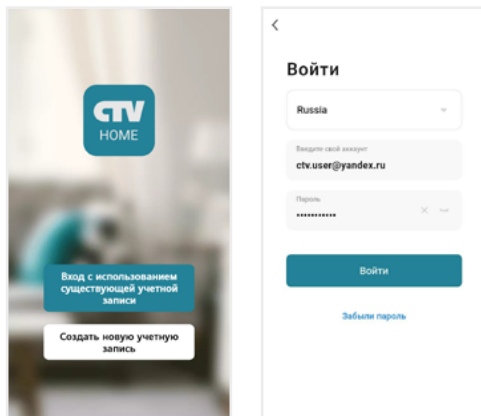 CTV
HOME
Вход с использованием
существующей учетной
записи
Создать новую учетную
запись
Войти
Russia
Введите свой аккаунт
ctv.user@yandex.ru
Пароль
Войти
Забыли пароль